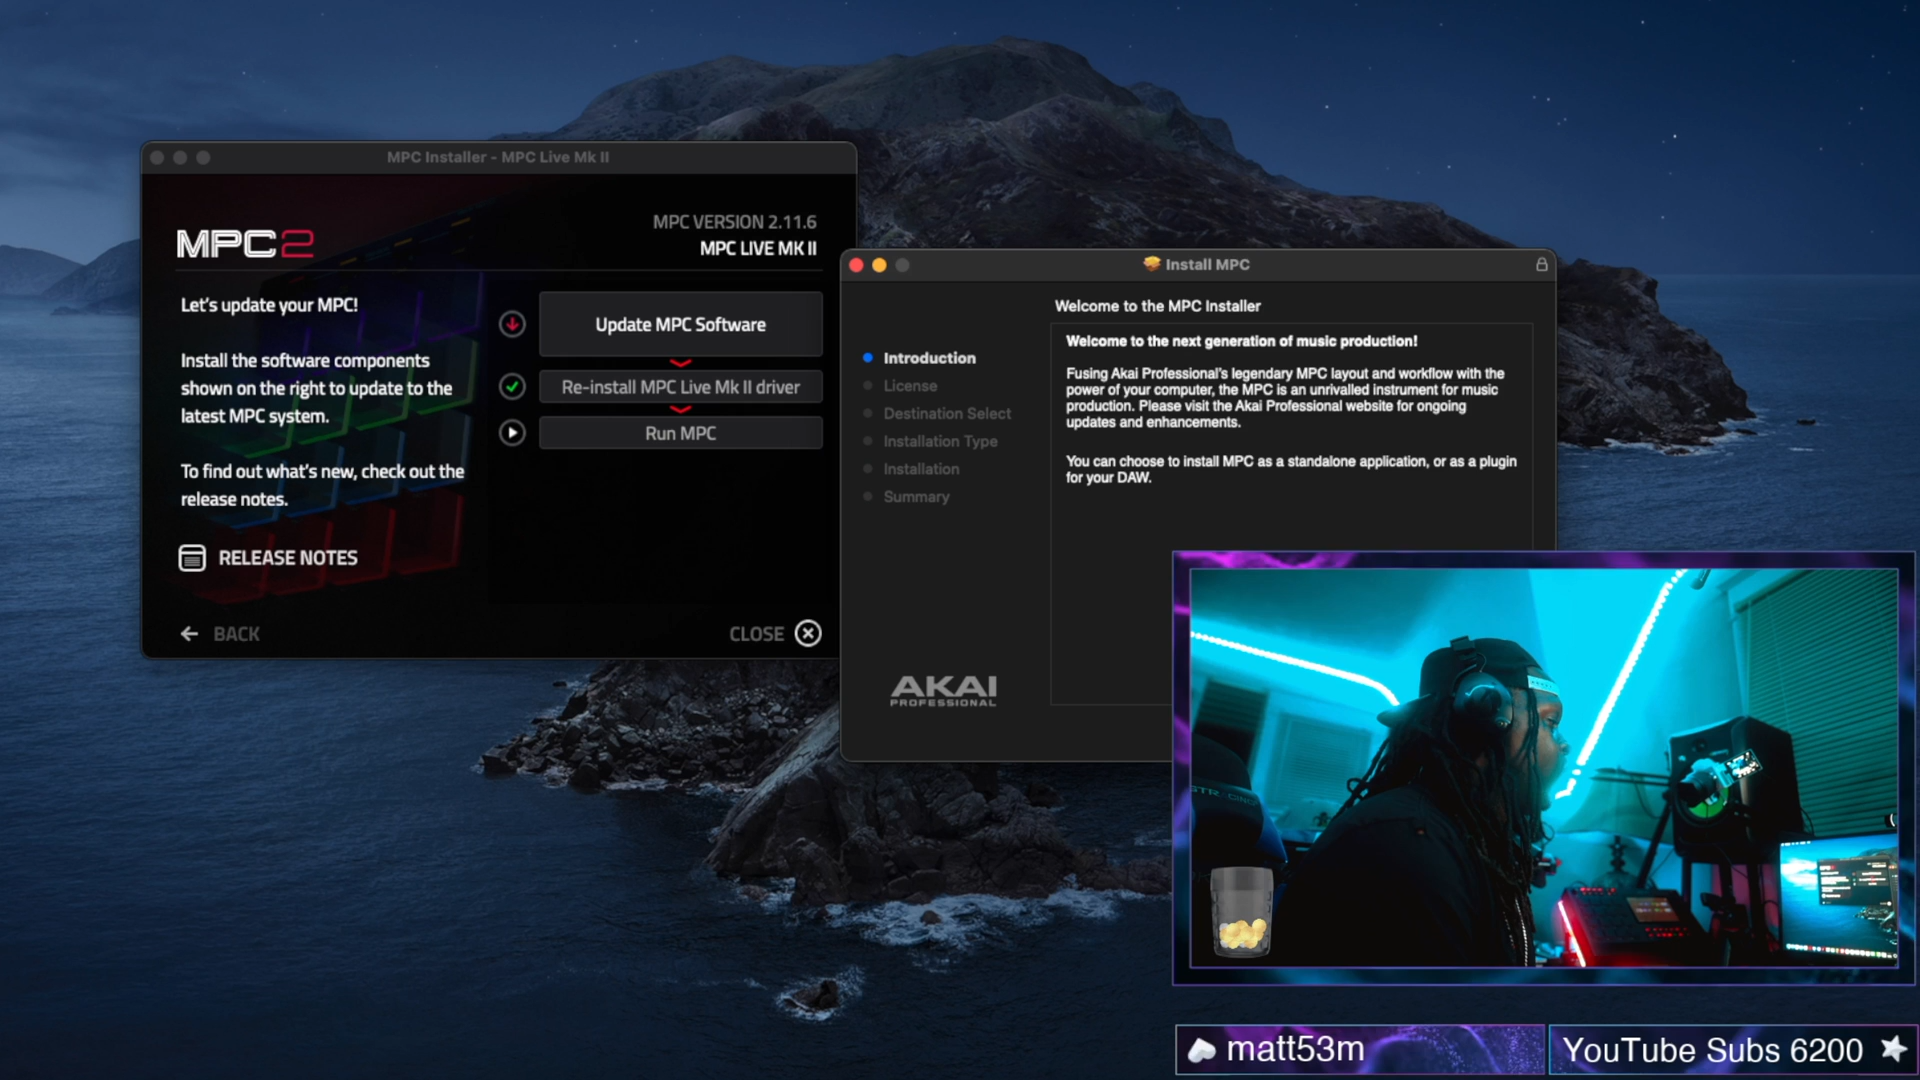 MPC Installer - MPC Live Mk II
MPC2
MPC VERSION 2.11.6
MPC LIVE MK II
Let's update your MPC!
Install the software components
shown on the right to update to the
latest MPC system.
To find out what's new, check out the
release notes.
RELEASE NOTES
Update MPC Software
Re-install MPC Live Mk II driver
Run MPC
BACK
CLOSE
Install MPC
Welcome to the MPC Installer
Introduction
License
Destination Select
Installation Type
Installation
Summary
Welcome to the next generation of music production!
Fusing Akai Professional's legendary MPC layout and workflow with the
power of your computer, the MPC is an unrivalled instrument for music
production. Please visit the Akai Professional website for ongoing
updates and enhancements.
You can choose to install MPC as a standalone application, or as a plugin
for your DAW.
AKAI
PROFESSIONAL
matt53m
YouTube Subs 6200